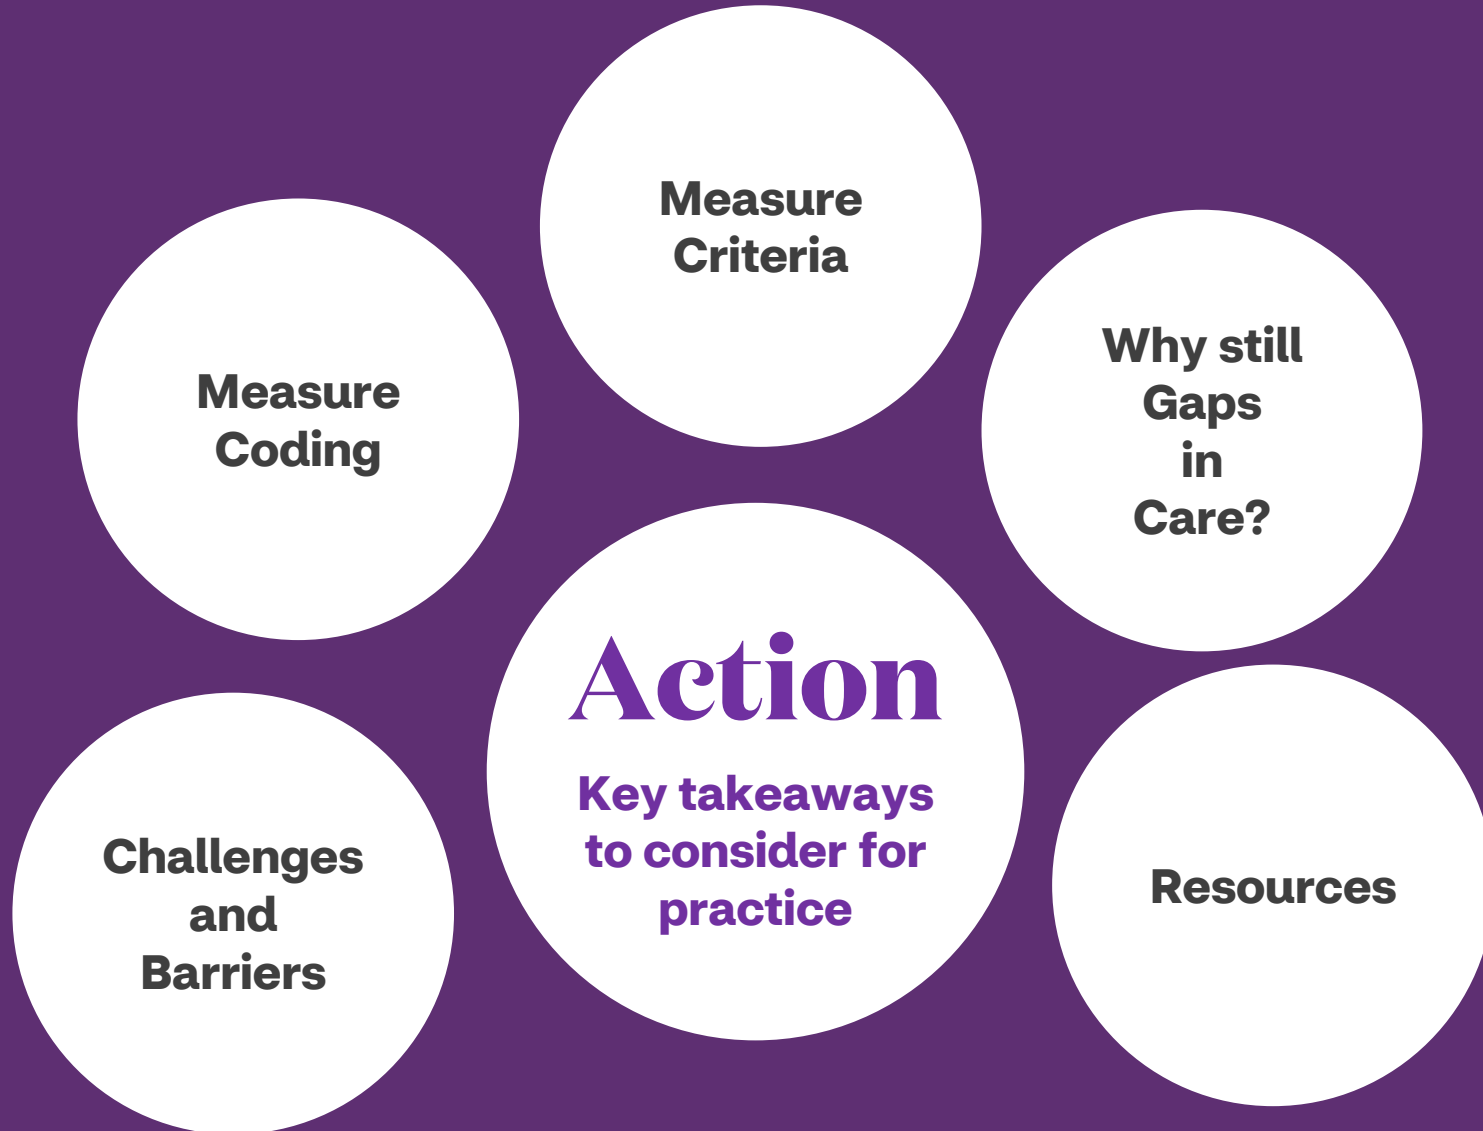 Measure
Criteria
Measure
Coding
Why still
Gaps
in
Care?
Action
Key takeaways
to consider for
practice
Challenges
and
Barriers
Resources